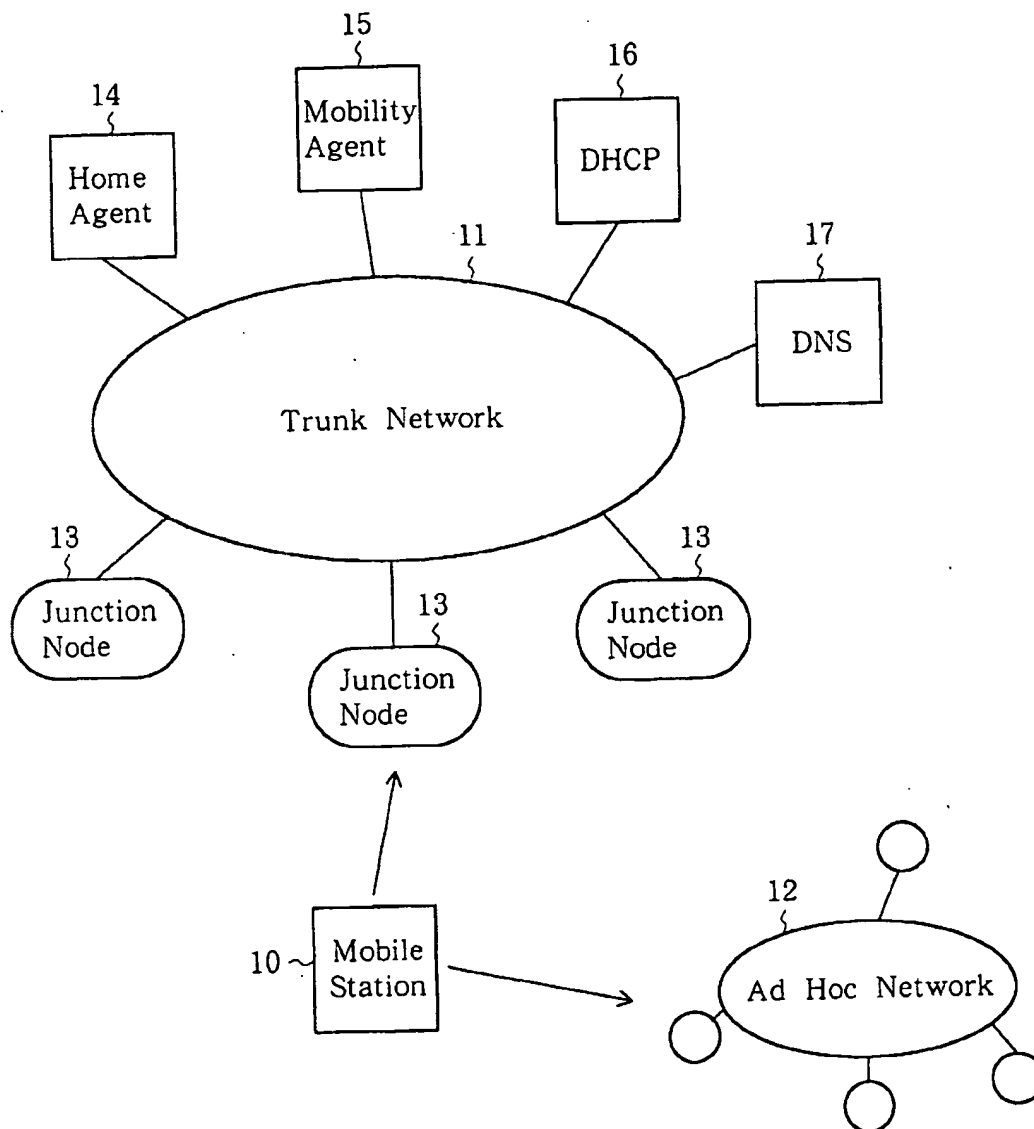 15
16
14
Mobility
Agent
DHCP
Home
Agent
11
17
DNS
Trunk Network
13
13
Junction
Node
13
Junction
Node
Junction
Node
12
10
Mobile
Station
Ad Hoc Network